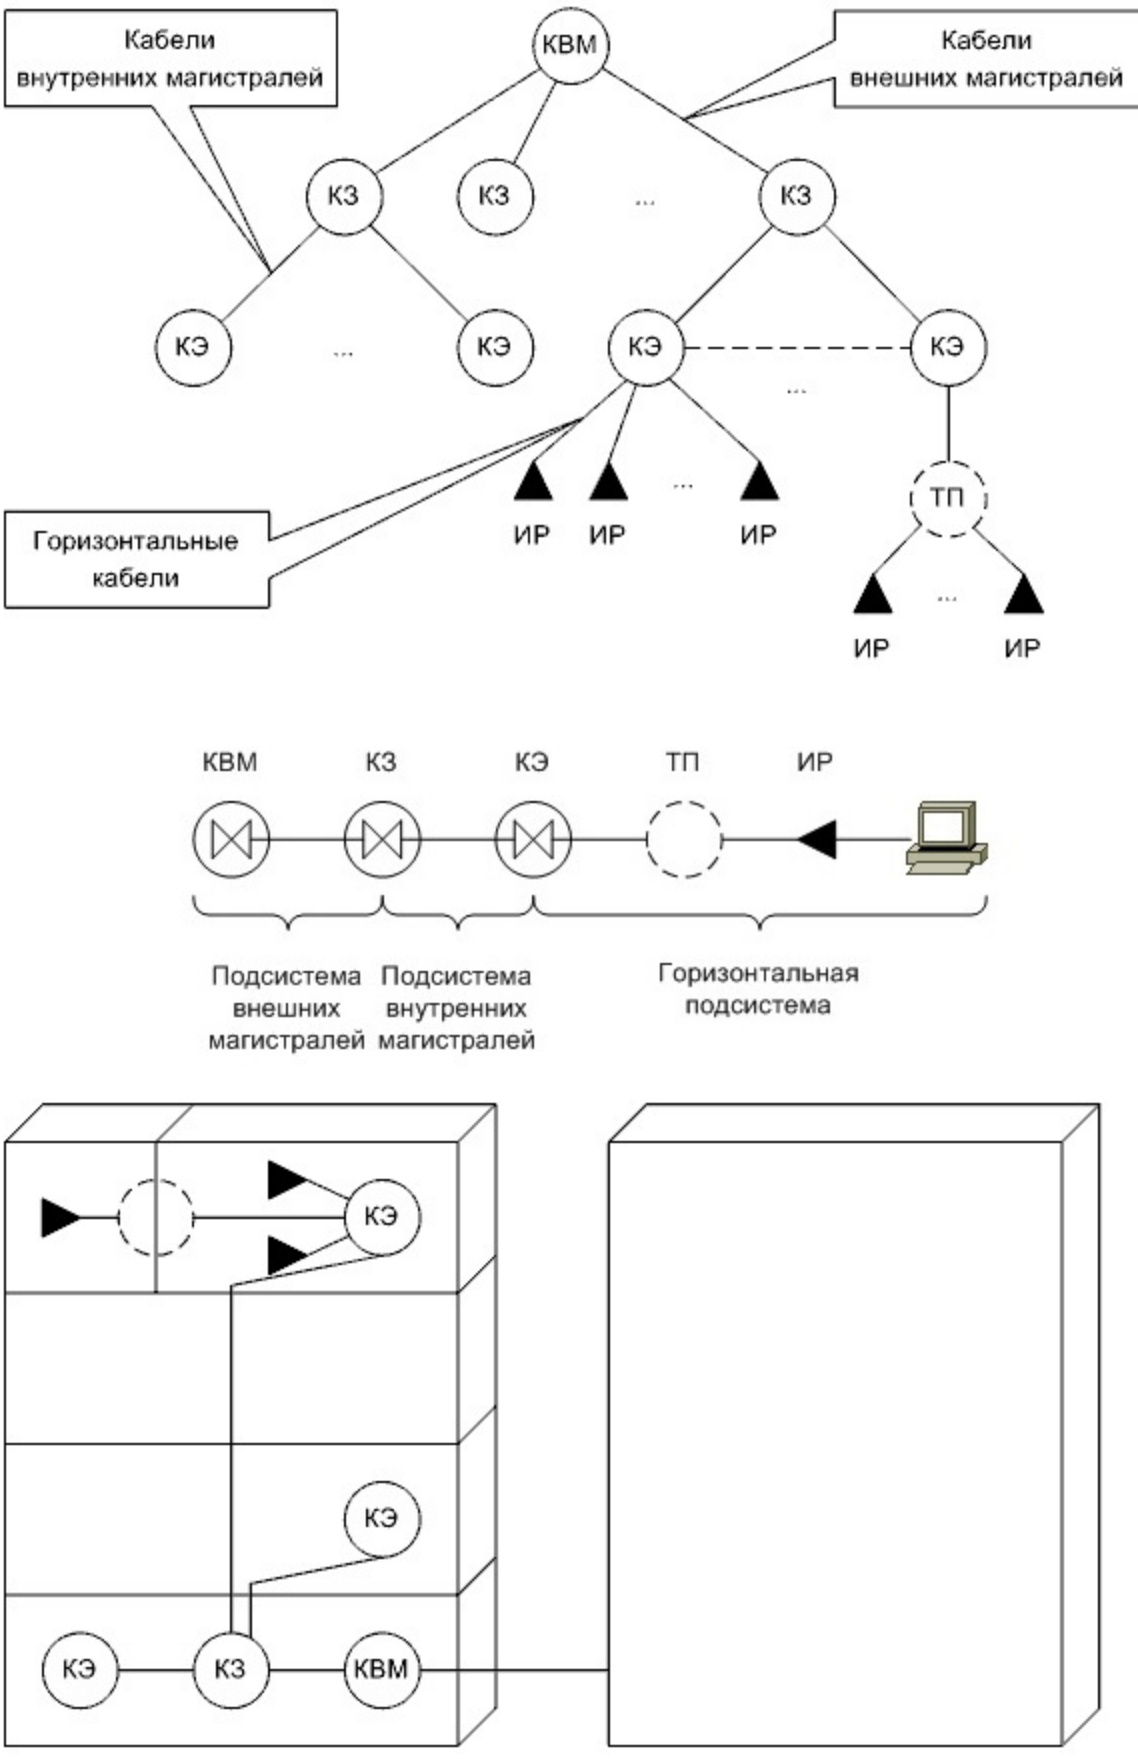 Кабели
внутренних магистралей
КВМ
Кабели
внешних магистралей
КЗ
КЗ
...
КЗ
КЭ
...
КЭ
КЭ
КЭ
...
Горизонтальные
кабели
...
ИР
ИР
ИР
ТП
...
ИР
ИР
КВМ
КЗ
КЭ
ТП
ИР
Подсистема
внешних
магистралей
Подсистема
внутренних
магистралей
Горизонтальная
подсистема
КЭ
КЭ
КЭ
КЗ
КВМ